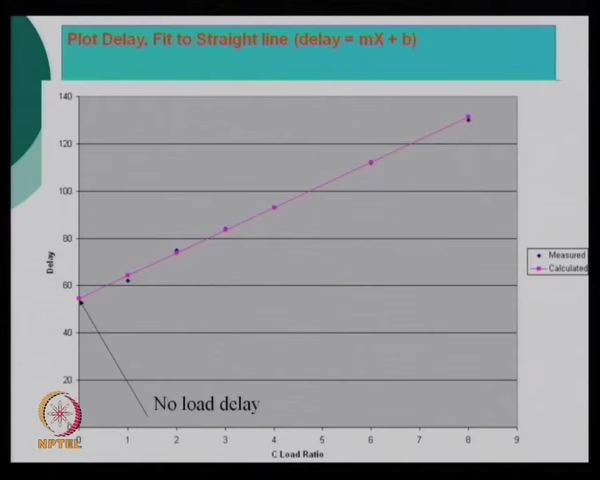 Plot Delay, Fit to Straight line (delay = mX + b)
140
120
100
80
60
40
20
Delay
No load delay
Measured
Calculated
0 1 2 3 4 5 6 7 8 9
C Load Ratio
NPTEL